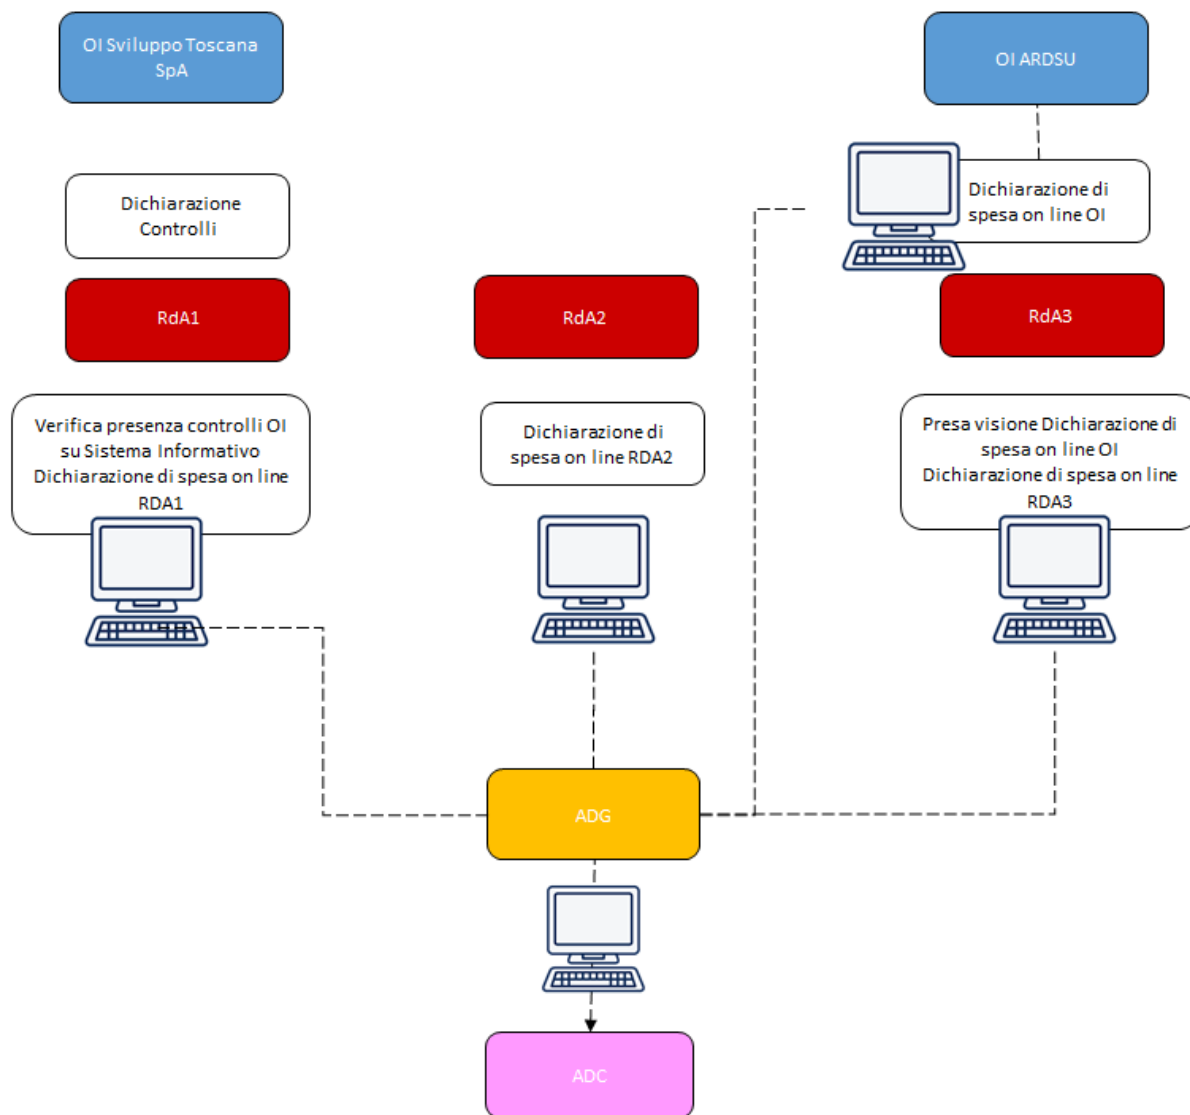 OI Sviluppo Toscana
SpA
OI ARDSU
Dichiarazione
Controlli
Dichiarazione di
spesa on line OI
RdA1
RdA2
RdA3
Verifica presenza controlli OI
su Sistema Informativo
Dichiarazione di spesa on line
RDA1
Dichiarazione di
spesa on line RDA2
Presa visione Dichiarazione di
spesa on line OI
Dichiarazione di spesa on line
RDA3
ADG
ADC